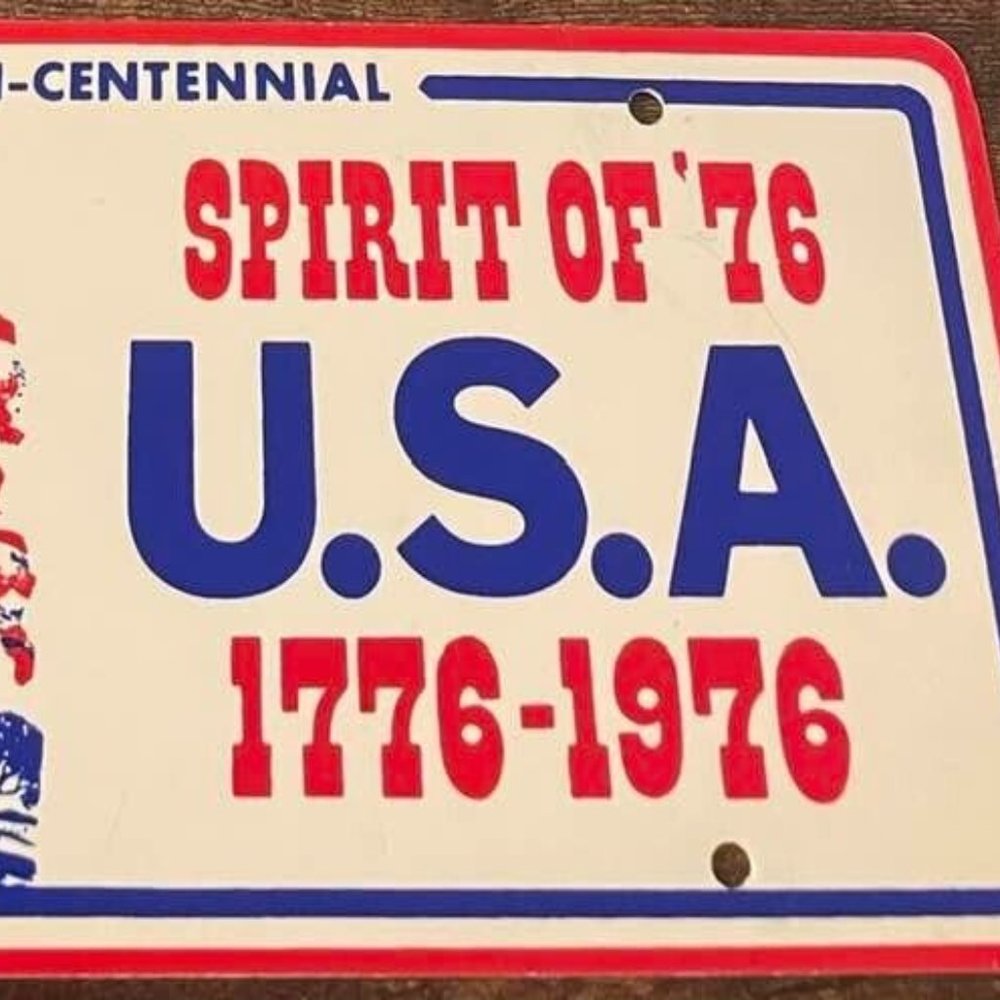 -CENTENNIAL
SPIRIT OF '76
U.S.A.
1776-1976